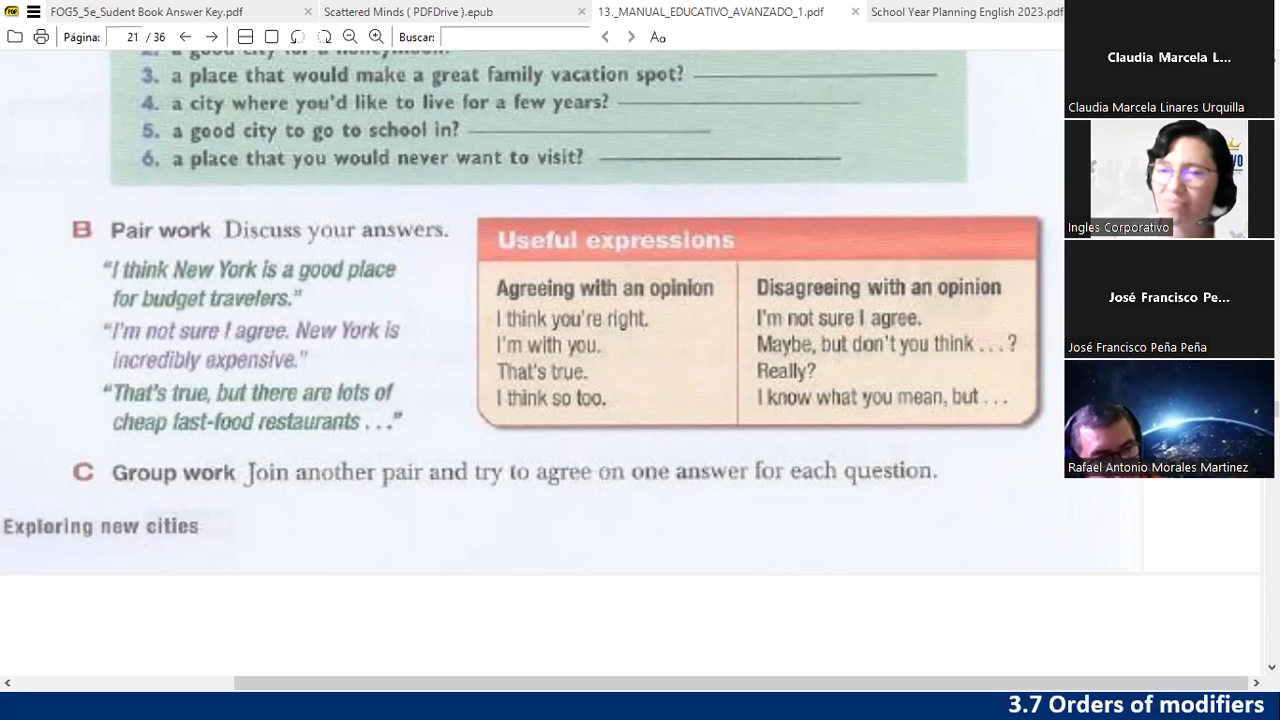 FOG5_5e_Sudent Book Answer Key.pdf
Scattered Minds ( PDFDrive ).epub
13._MANUAL_EDUCATIVO_AVANZADO_1.pdf
School Year Planning English 2023.pdf
Página: 21 / 36 Buscar: Aa
2. a good city for a honeymoon?
3. a place that would make a great family vacation spot?
4. a city where you'd like to live for a few years?
5. a good city to go to school in?
6. a place that you would never want to visit?
B Pair work Discuss your answers.
"I think New York is a good place
for budget travelers."
"I'm not sure I agree. New York is
incredibly expensive."
"That's true, but there are lots of
cheap fast-food restaurants . . ."
Useful expressions
Agreeing with an opinion
I think you're right.
I'm with you.
That's true.
I think so too.
Disagreeing with an opinion
I'm not sure I agree.
Maybe, but don't you think . . . ?
Really?
I know what you mean, but . . .
C Group work Join another pair and try to agree on one answer for each question.
Exploring new cities
Claudia Marcela L...
Claudia Marcela Linares Urquilla
Ingles Corporativo
José Francisco Pe...
José Francisco Peña Peña
Rafael Antonio Morales Martinez
3.7 Orders of modifiers